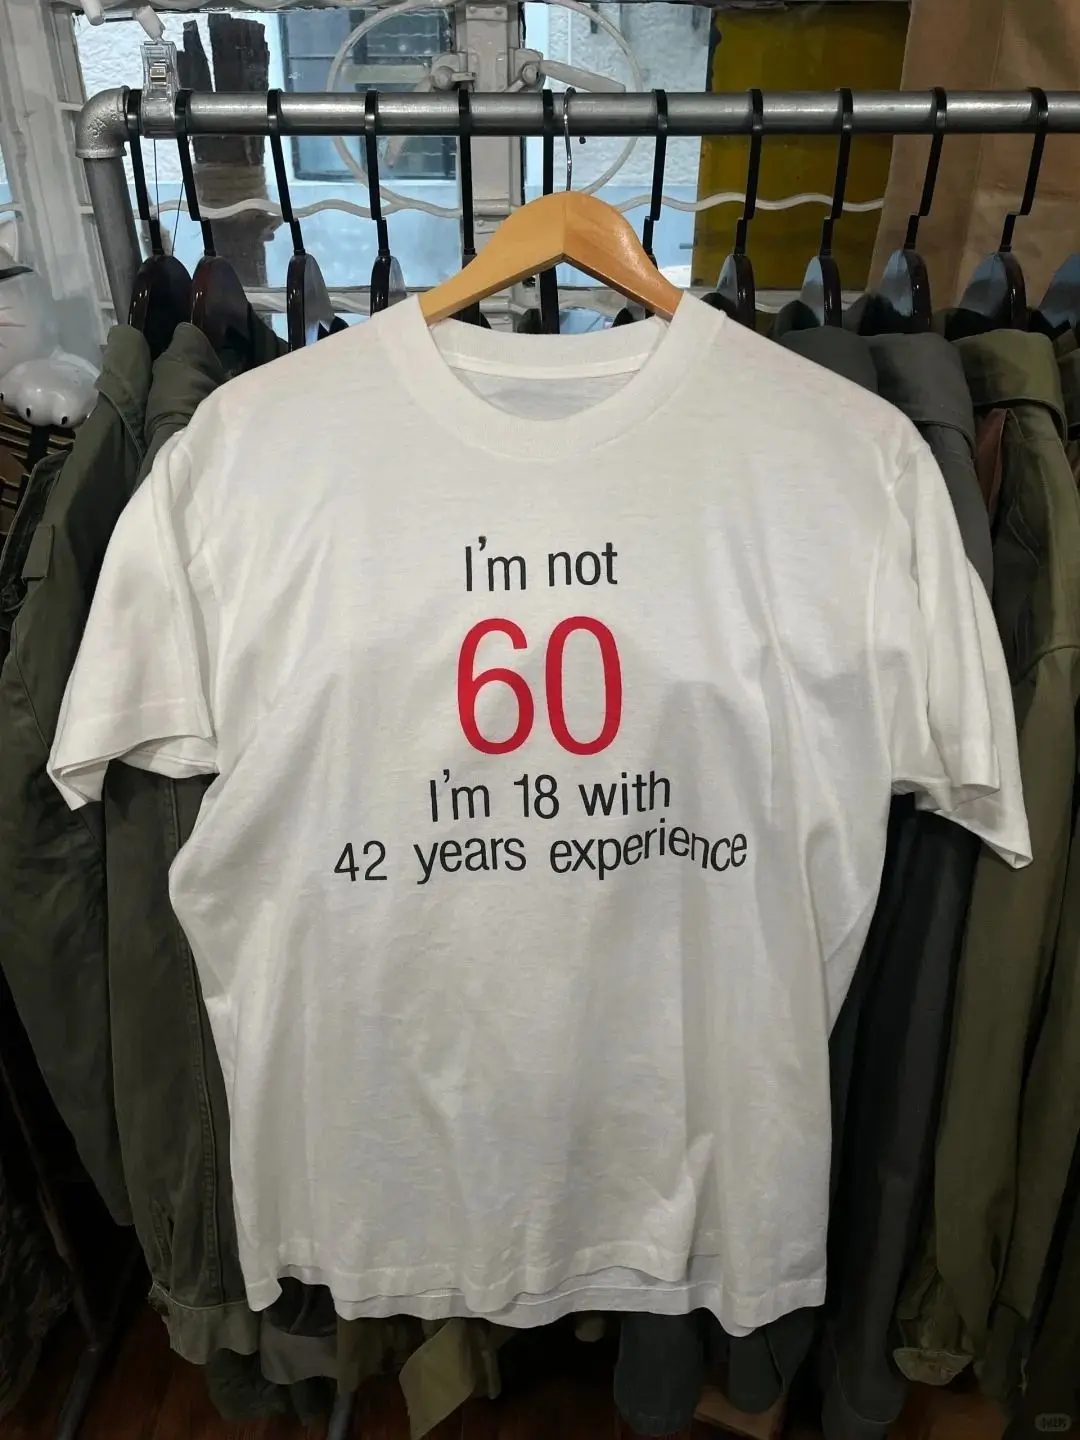 I'm not
60
I'm 18 with
42 years experience